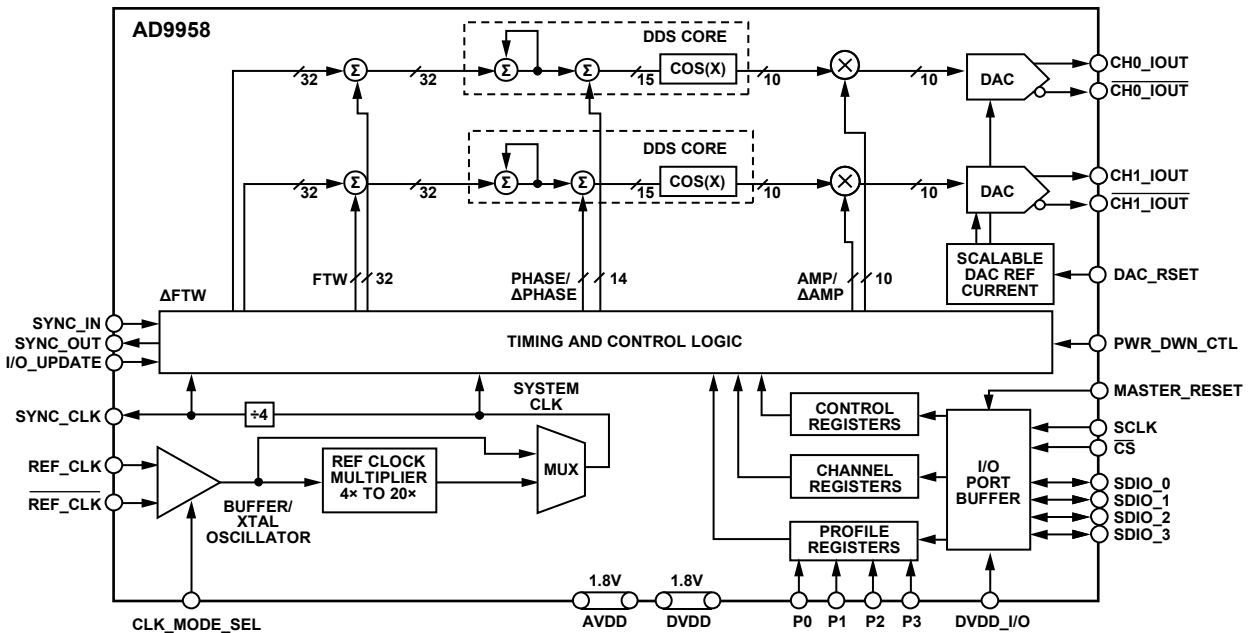 AD9958
DDS CORE
32
Σ
32
Σ
Σ
15
COS(X)
10
10
DAC
CH0_IOUT
CH0_IOUT
DDS CORE
32
Σ
32
Σ
Σ
15
COS(X)
10
10
DAC
CH1_IOUT
CH1_IOUT
SCALABLE
DAC REF
CURRENT
DAC_RSET
ΔFTW
FTW
32
PHASE/
ΔPHASE
14
AMP/
ΔAMP
10
SYNC_IN
SYNC_OUT
I/O_UPDATE
TIMING AND CONTROL LOGIC
PWR_DWN_CTL
SYNC_CLK
÷4
SYSTEM
CLK
REF_CLK
REF_CLK
BUFFER/
XTAL
OSCILLATOR
REF CLOCK
MULTIPLIER
4× TO 20×
MUX
CONTROL
REGISTERS
CHANNEL
REGISTERS
PROFILE
REGISTERS
I/O
PORT
BUFFER
MASTER_RESET
SCLK
CS
SDIO_0
SDIO_1
SDIO_2
SDIO_3
CLK_MODE_SEL
1.8V
AVDD
1.8V
DVDD
P0
P1
P2
P3
DVDD_I/O